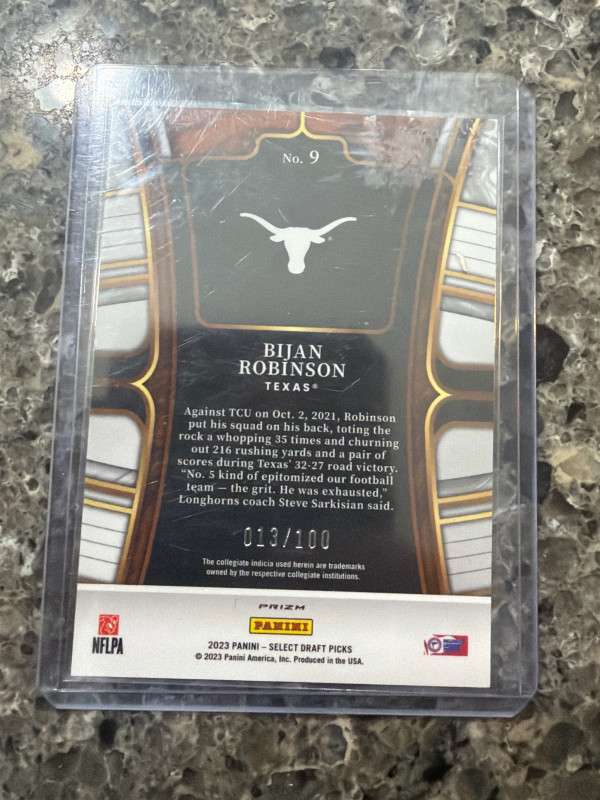 No. 9
BIJAN
ROBINSON
TEXAS®
Against TCU on Oct. 2, 2021, Robinson
put his squad on his back, toting the
rock a whopping 35 times and churning
out 216 rushing yards and a pair of
scores during Texas' 32-27 road victory.
"No. 5 kind of epitomized our football
team — the grit. He was exhausted,"
Longhorns coach Steve Sarkisian said.
013/100
The collegiate indicia used herein are trademarks
owned by the respective collegiate institutions.
PRIZM
PANINI
NFLPA
2023 PANINI – SELECT DRAFT PICKS
© 2023 Panini America, Inc. Produced in the USA.